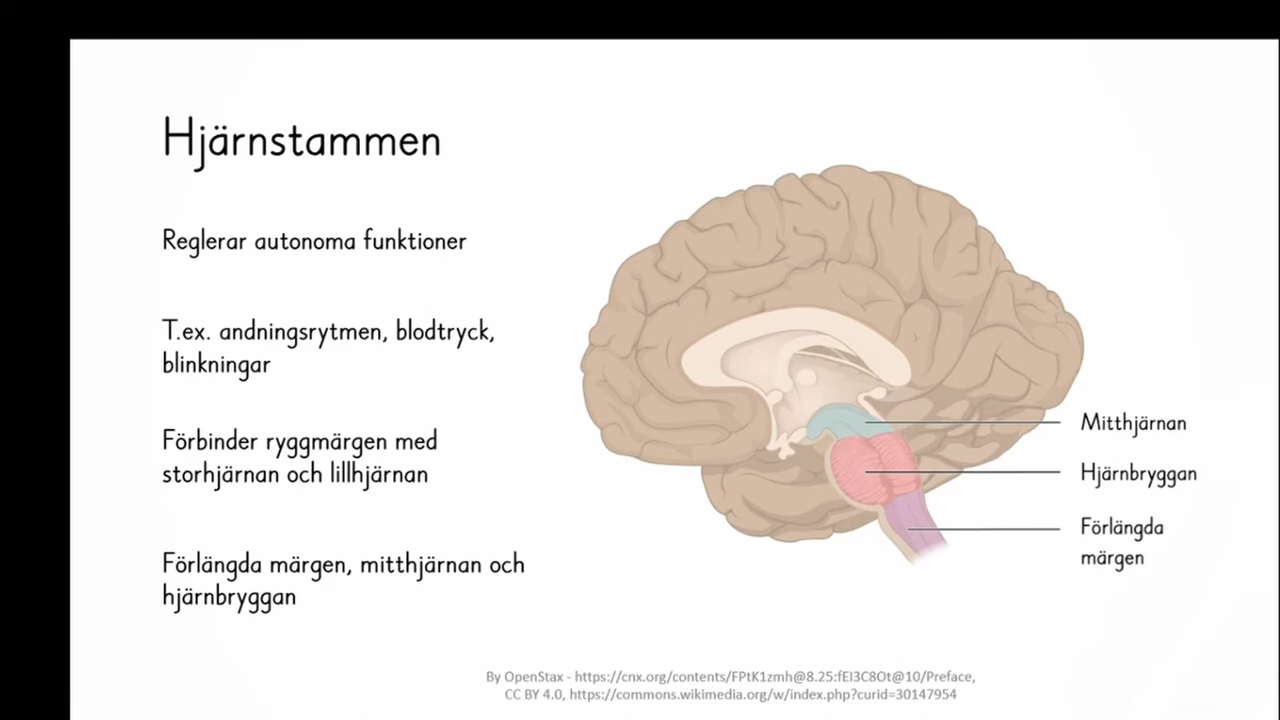 Hjärnstammen
Reglerar autonoma funktioner
T.ex. andningsrytmen, blodtryck,
blinkningar
Förbinder ryggmärgen med
storhjärnan och lillhjärnan
Förlängda märgen, mitthjärnan och
hjärnbryggan
Mitthjärnan
Hjärnbryggan
Förlängda
märgen
By OpenStax - https://cnx.org/contents/FPtK1zmh@8.25:fEI3C8Ot@10/Preface,
CC BY 4.0, https://commons.wikimedia.org/w/index.php?curid=30147954